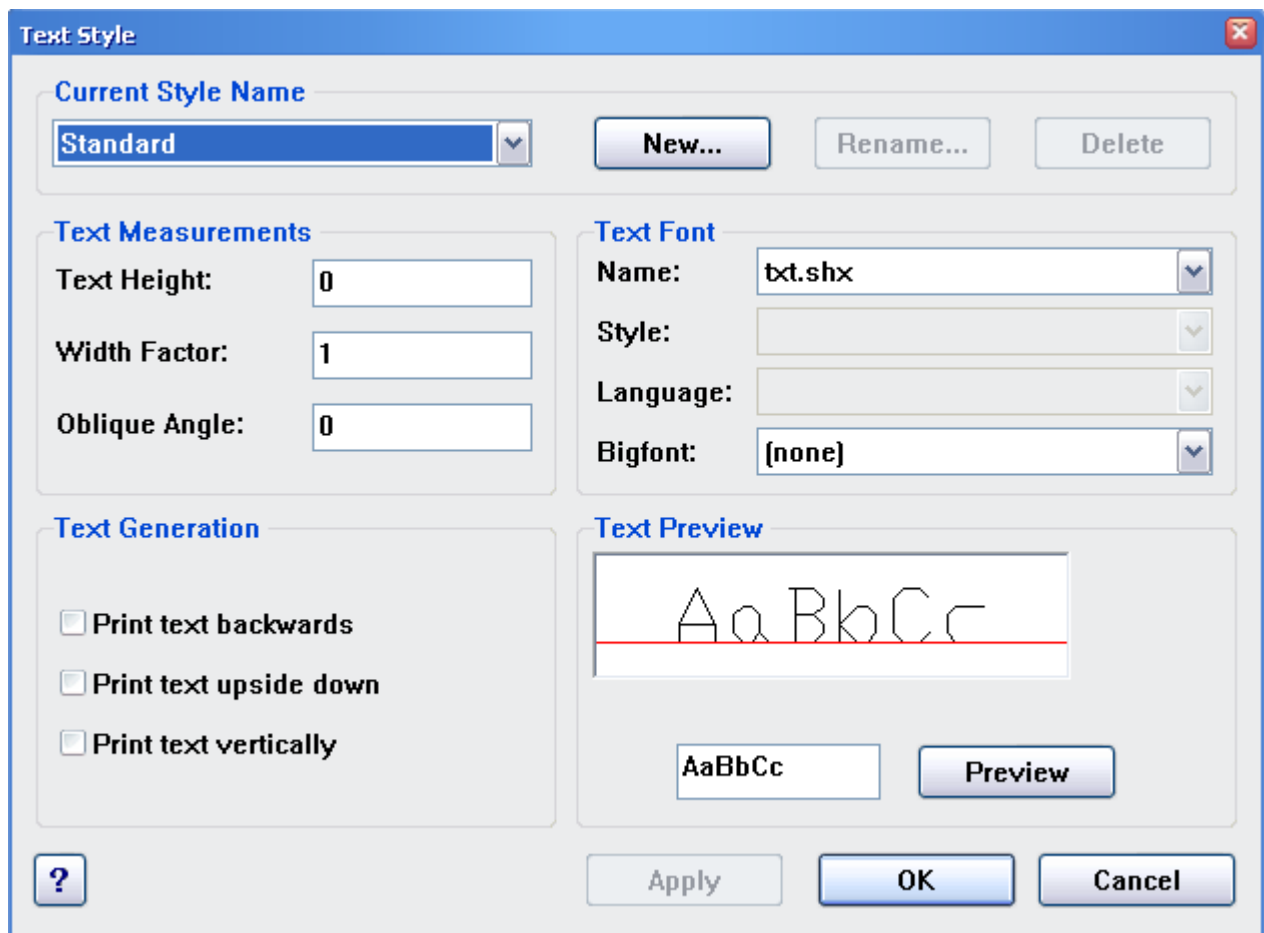 Text Style
Current Style Name
Standard
New...
Rename...
Delete
Text Measurements
Text Height:
0
Width Factor:
1
Oblique Angle:
0
Text Font
Name:
txt.shx
Style:
Language:
Bigfont:
(none)
Text Generation
Print text backwards
Print text upside down
Print text vertically
Text Preview
AaBbCc
AaBbCc
Preview
?
Apply
OK
Cancel